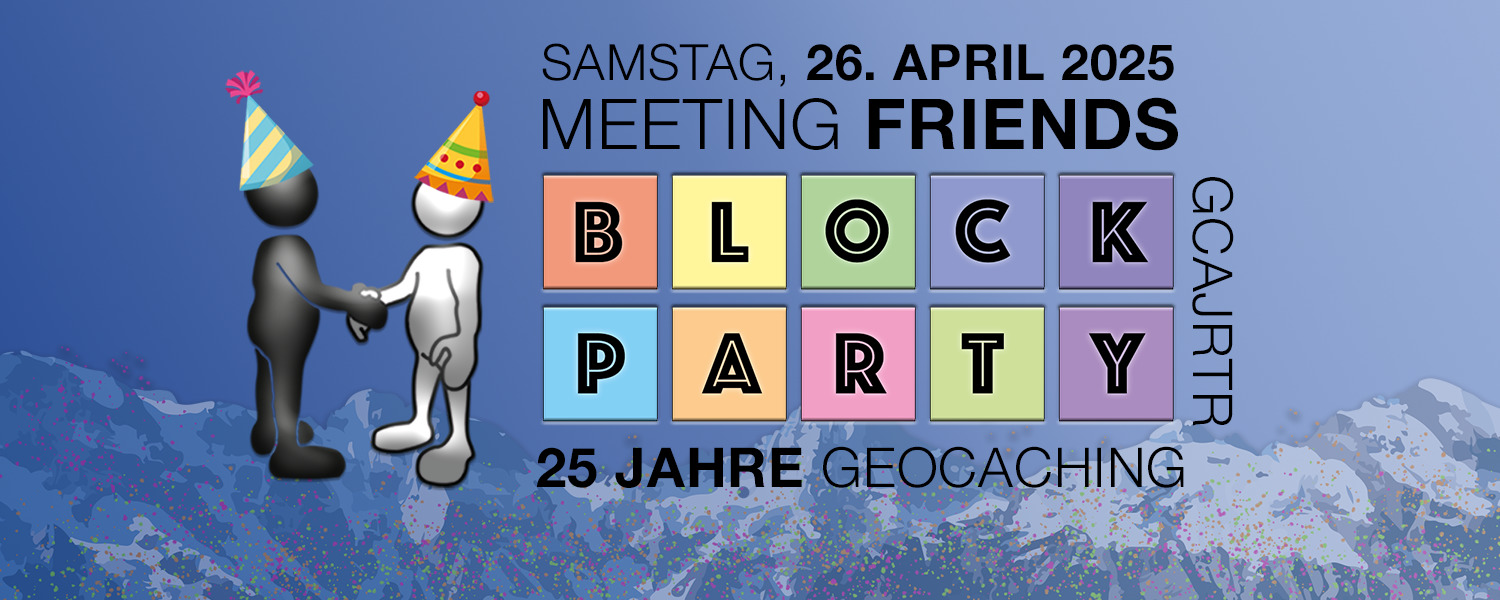 SAMSTAG, 26. APRIL 2025
MEETING FRIENDS
BLOCK
PARTY
GCAJRTR
25 JAHRE GEOCACHING